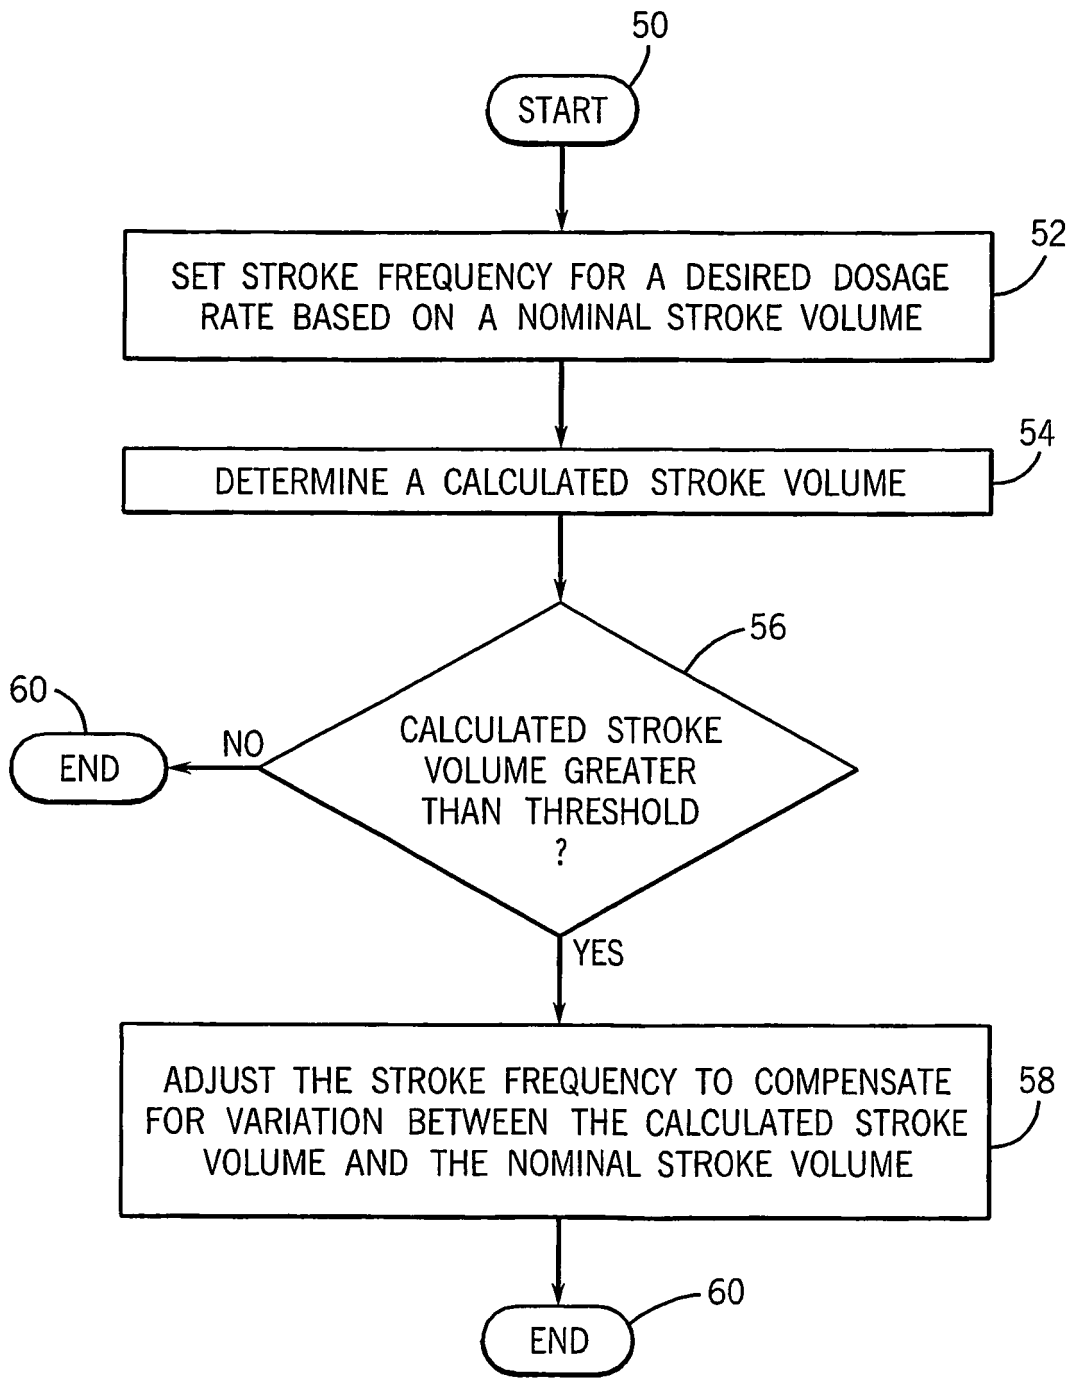 50
START
52
SET STROKE FREQUENCY FOR A DESIRED DOSAGE
RATE BASED ON A NOMINAL STROKE VOLUME
54
DETERMINE A CALCULATED STROKE VOLUME
56
60
CALCULATED STROKE
VOLUME GREATER
THAN THRESHOLD
?
NO
END
YES
58
ADJUST THE STROKE FREQUENCY TO COMPENSATE
FOR VARIATION BETWEEN THE CALCULATED STROKE
VOLUME AND THE NOMINAL STROKE VOLUME
60
END